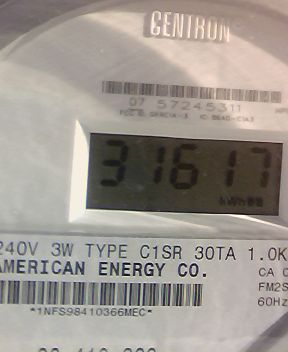 CENTRON
07 57245311
31617
kWh
240V 3W TYPE C1SR 30TA 1.0K
AMERICAN ENERGY CO.
CA 0
FM2S
60Hz
*1NFS98410366MEC*